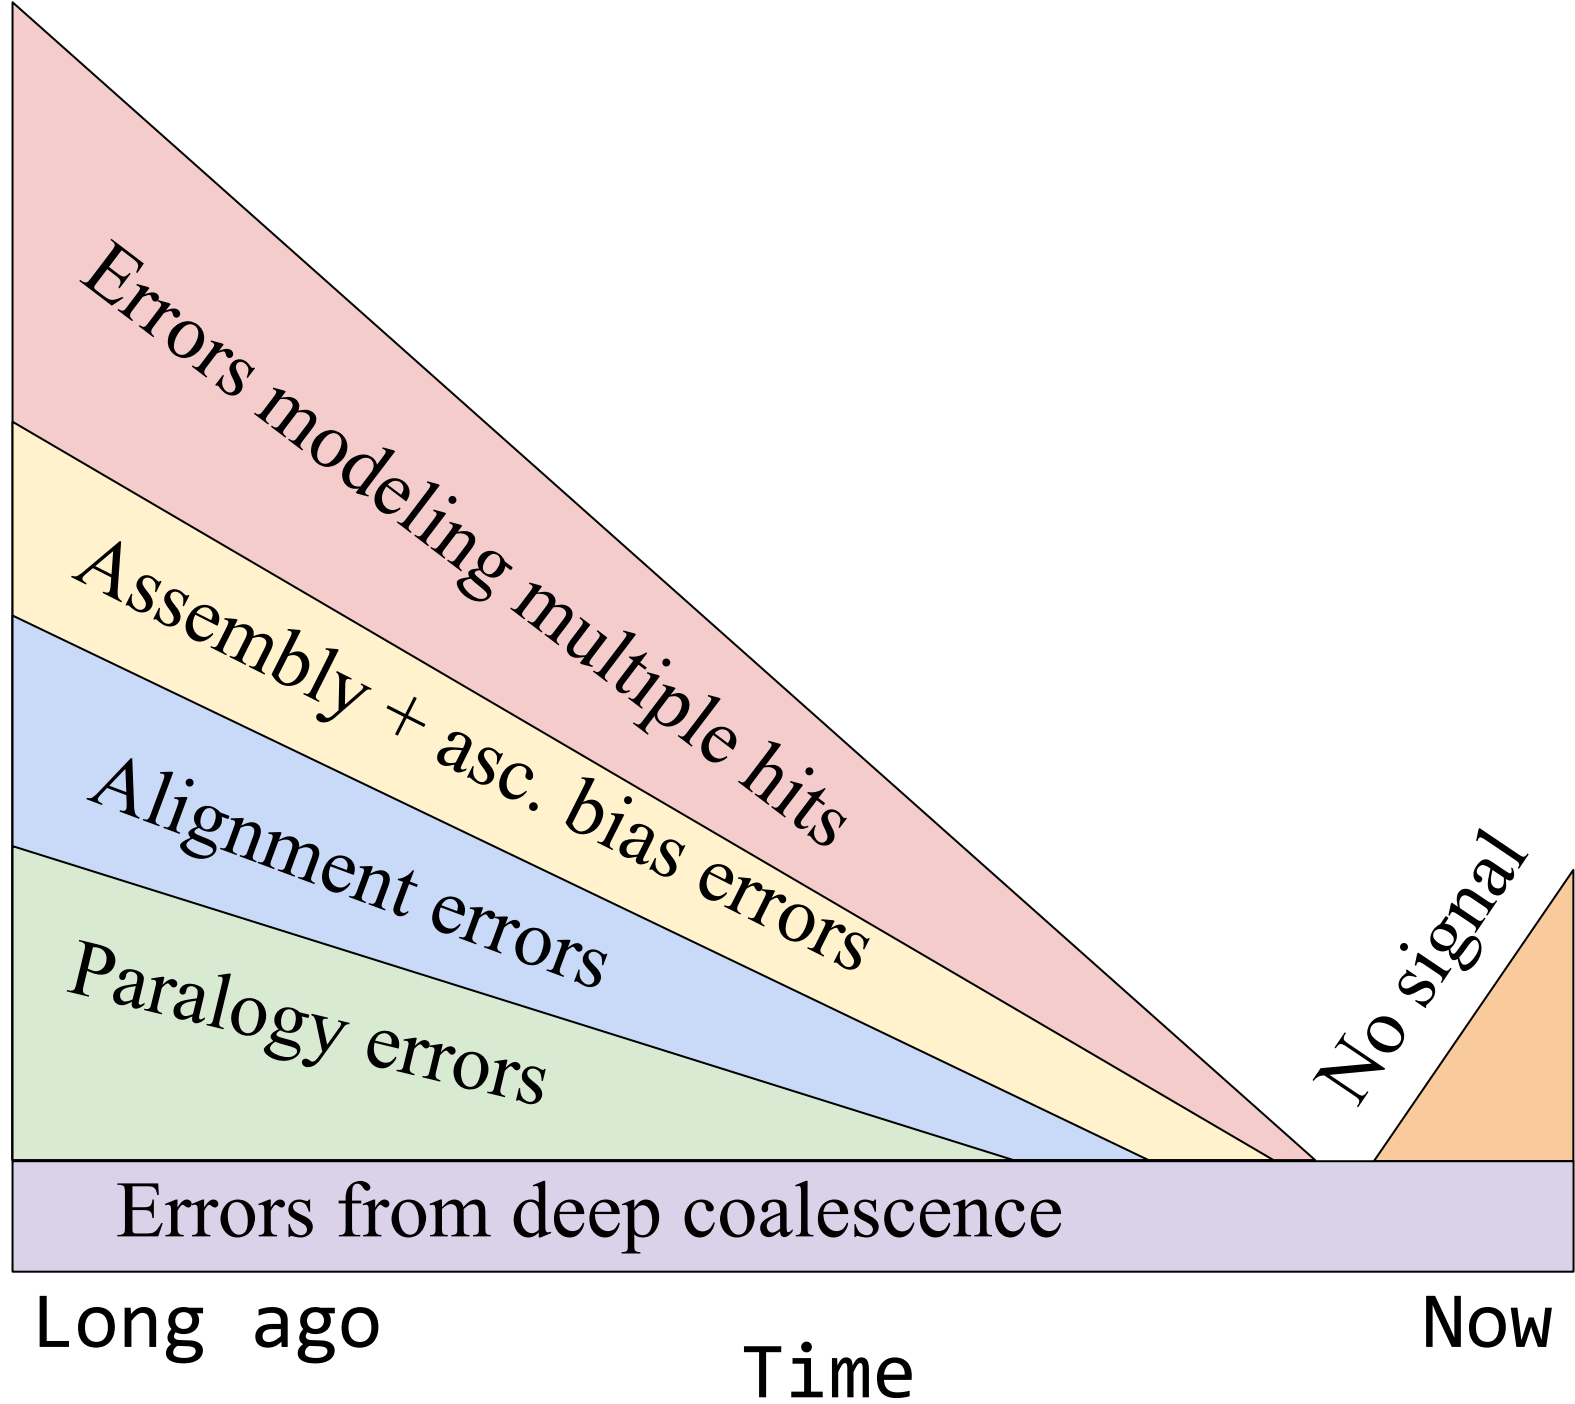 Errors modeling multiple hits
Assembly + asc. bias errors
Alignment errors
Paralogy errors
No signal
Errors from deep coalescence
Long ago
Now
Time